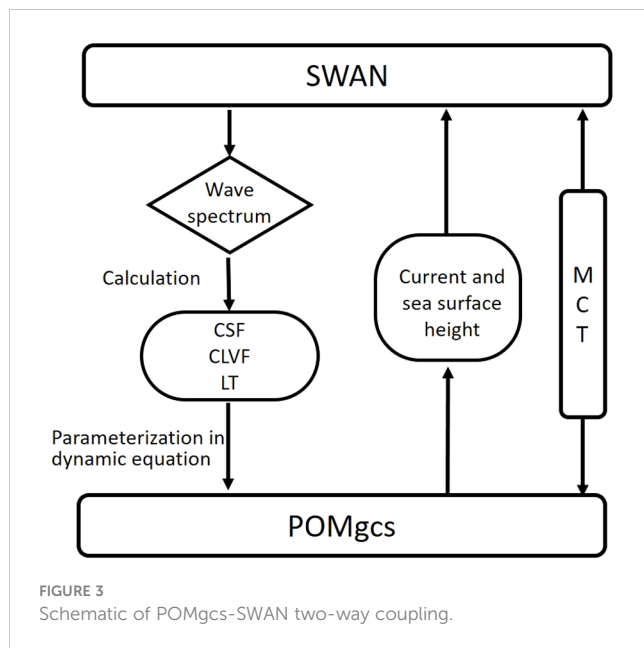 SWAN
Wave
spectrum
Calculation
CSF
CLVF
LT
Parameterization in
dynamic equation
Current and
sea surface
height
M
C
T
POMgcs
FIGURE 3
Schematic of POMgcs-SWAN two-way coupling.